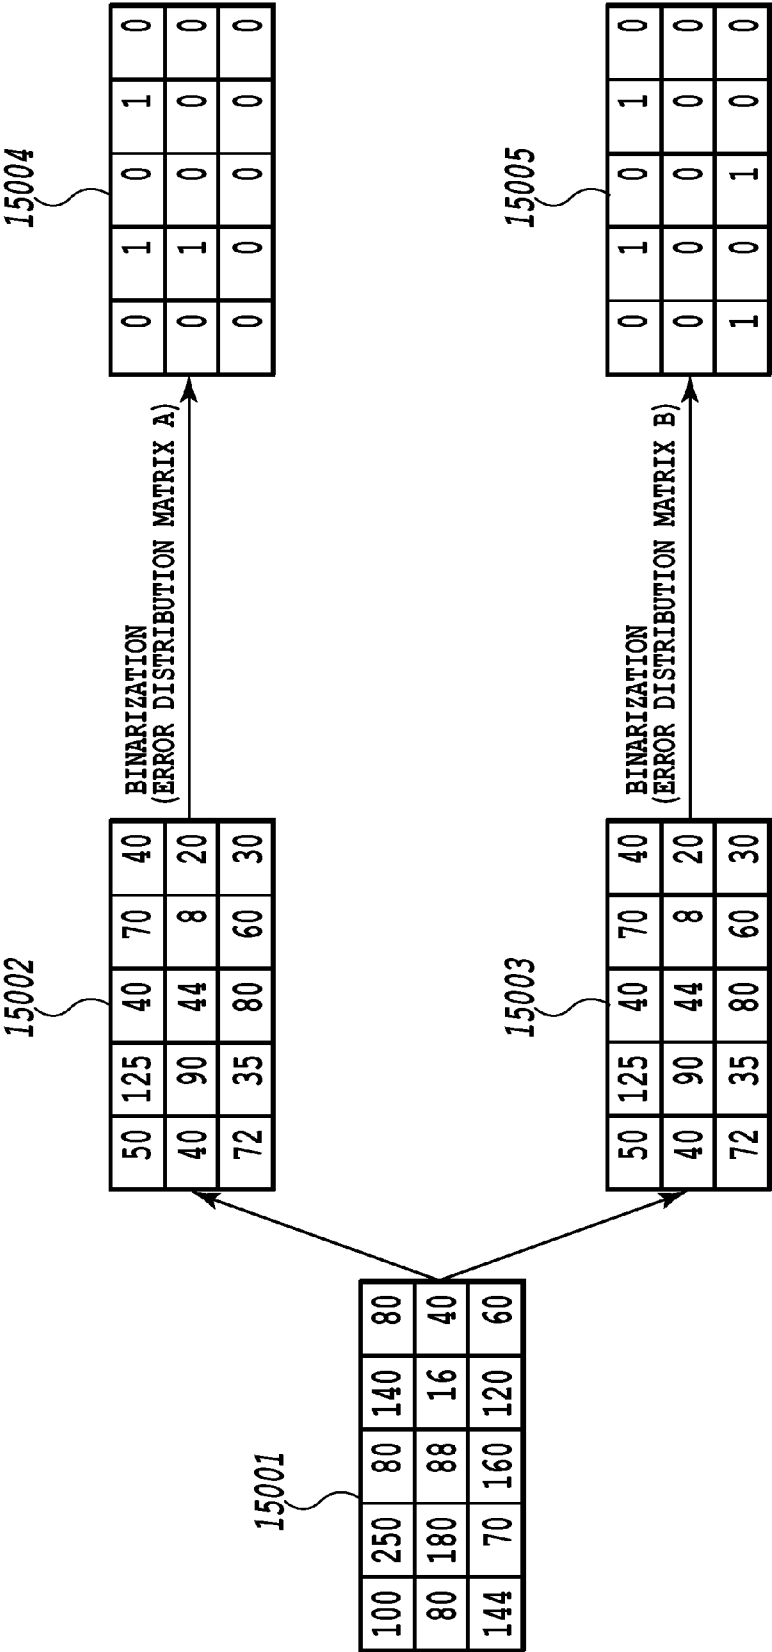 15002
50 125 40 70 40
40 90 44 8 20
72 35 80 60 30
BINARIZATION
(ERROR DISTRIBUTION MATRIX A)
15004
0 1 0 1 0
0 1 0 0 0
0 0 0 0 0
15001
100 250 80 140 80
80 180 88 16 40
144 70 160 120 60
15003
50 125 40 70 40
40 90 44 8 20
72 35 80 60 30
BINARIZATION
(ERROR DISTRIBUTION MATRIX B)
15005
0 1 0 1 0
0 0 0 0 0
1 0 1 0 0